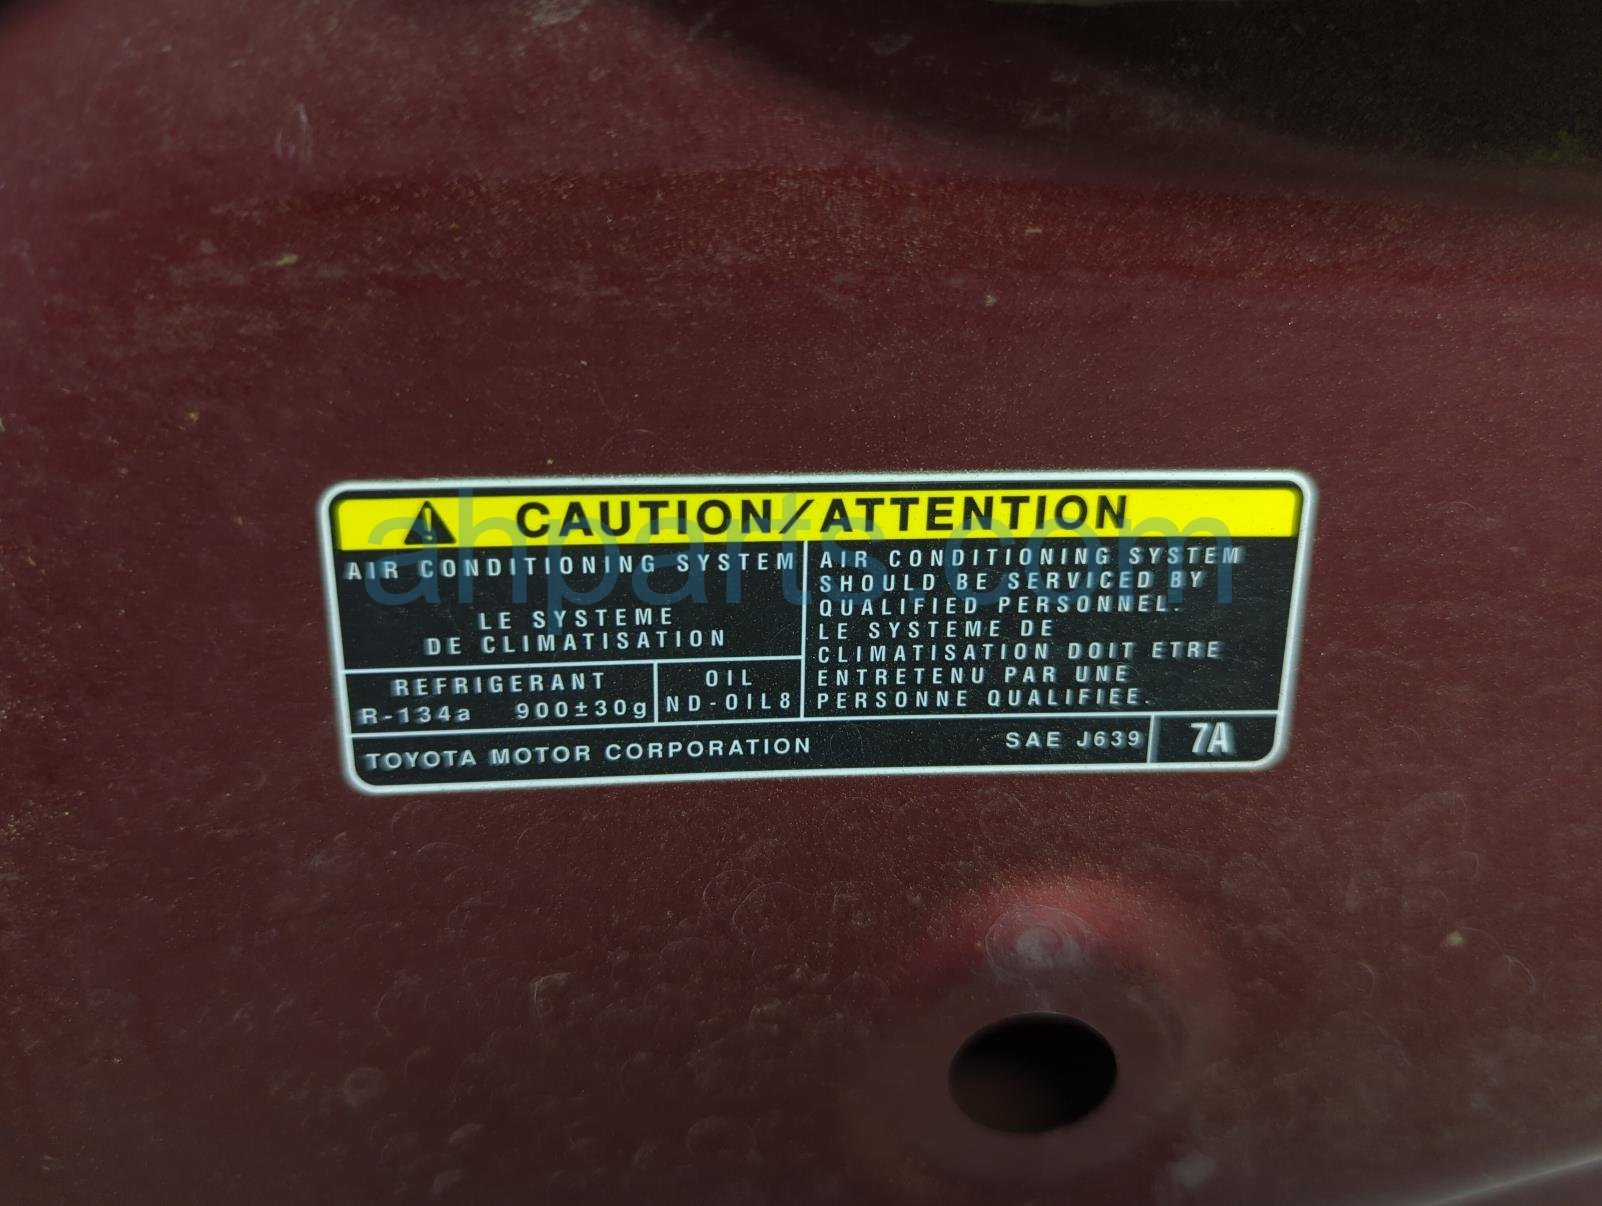 CAUTION/ATTENTION
AIR CONDITIONING SYSTEM
LE SYSTEME
DE CLIMATISATION
REFRIGERANT
R-134a 900±30g
OIL
ND-OIL8
AIR CONDITIONING SYSTEM
SHOULD BE SERVICED BY
QUALIFIED PERSONNEL.
LE SYSTEME DE
CLIMATISATION DOIT ETRE
ENTRETENU PAR UNE
PERSONNE QUALIFIEE.
TOYOTA MOTOR CORPORATION
SAE J639
7A
ahparts.com